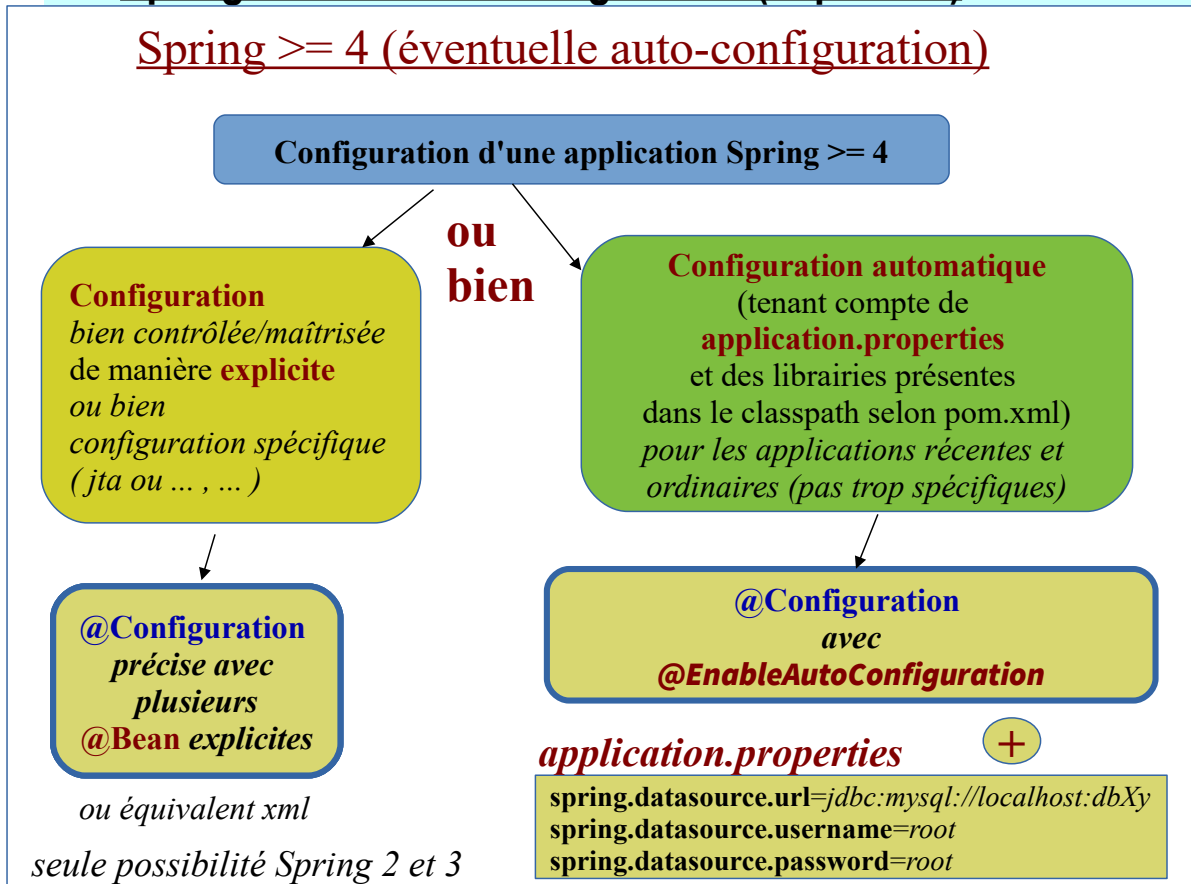 Spring >= 4 (éventuelle auto-configuration)
Configuration d'une application Spring >= 4
ou
bien
Configuration
bien contrôlée/maîtrisée
de manière explicite
ou bien
configuration spécifique
( jta ou ... , ... )
Configuration automatique
(tenant compte de
application.properties
et des librairies présentes
dans le classpath selon pom.xml)
pour les applications récentes et
ordinaires (pas trop spécifiques)
@Configuration
précise avec
plusieurs
@Bean explicites
ou équivalent xml
seule possibilité Spring 2 et 3
@Configuration
avec
@EnableAutoConfiguration
+
application.properties
spring.datasource.url=jdbc:mysql://localhost:dbXy
spring.datasource.username=root
spring.datasource.password=root